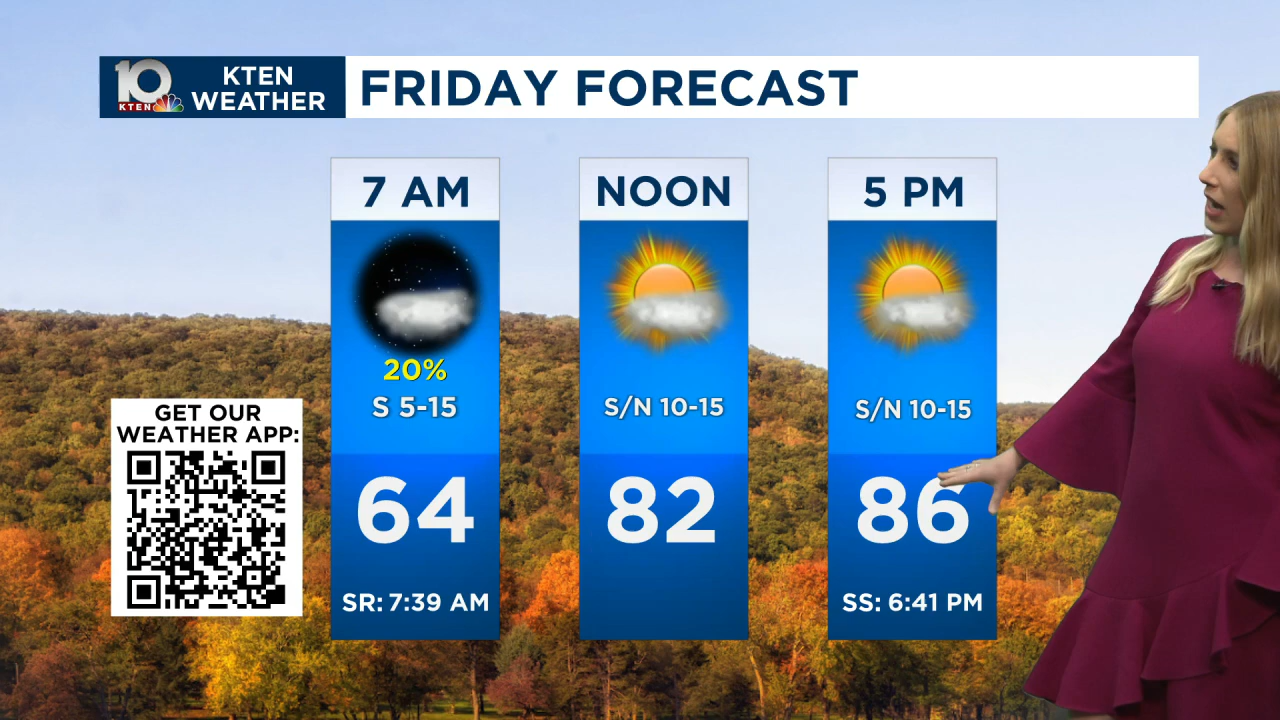 10
KTEN
KTEN
WEATHER
FRIDAY FORECAST
7 AM
20%
S 5-15
64
SR: 7:39 AM
NOON
S/N 10-15
82
5 PM
S/N 10-15
86
SS: 6:41 PM
GET OUR
WEATHER APP: